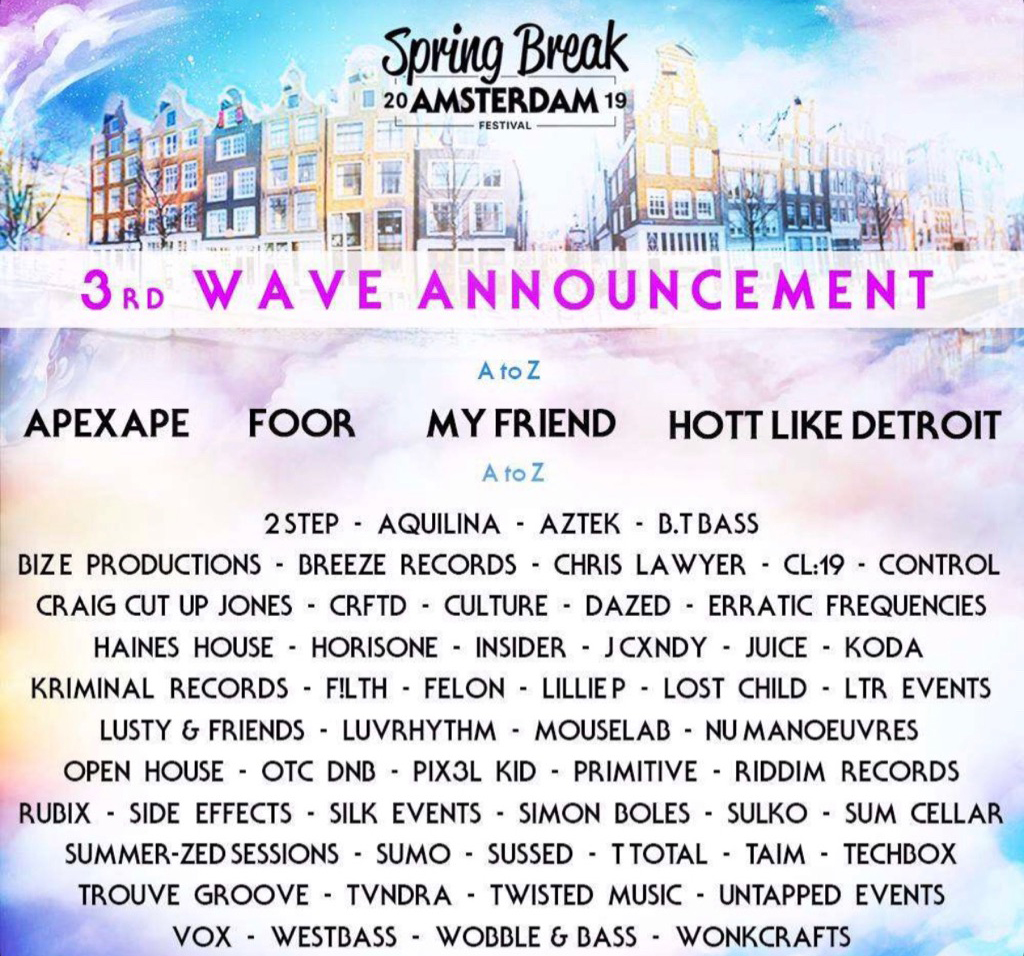 Spring Break
20 AMSTERDAM 19
FESTIVAL
3RD WAVE ANNOUNCEMENT
A to Z
APEXAPE FOOR MY FRIEND HOTT LIKE DETROIT
A to Z
2 STEP - AQUILINA - AZTEK - B.T BASS
BIZE PRODUCTIONS - BREEZE RECORDS - CHRIS LAWYER - CL:19 - CONTROL
CRAIG CUT UP JONES - CRFTD - CULTURE - DAZED - ERRATIC FREQUENCIES
HAINES HOUSE - HORISONE - INSIDER - JCXNDY - JUICE - KODA
KRIMINAL RECORDS - F!LTH - FELON - LILLIE P - LOST CHILD - LTR EVENTS
LUSTY & FRIENDS - LUVRHYTHM - MOUSELAB - NU MANOEUVRES
OPEN HOUSE - OTC DNB - PIX3L KID - PRIMITIVE - RIDDIM RECORDS
RUBIX - SIDE EFFECTS - SILK EVENTS - SIMON BOLES - SULKO - SUM CELLAR
SUMMER-ZED SESSIONS - SUMO - SUSSED - T TOTAL - TAIM - TECHBOX
TROUVE GROOVE - TVNDRA - TWISTED MUSIC - UNTAPPED EVENTS
VOX - WESTBASS - WOBBLE & BASS - WONKCRAFTS